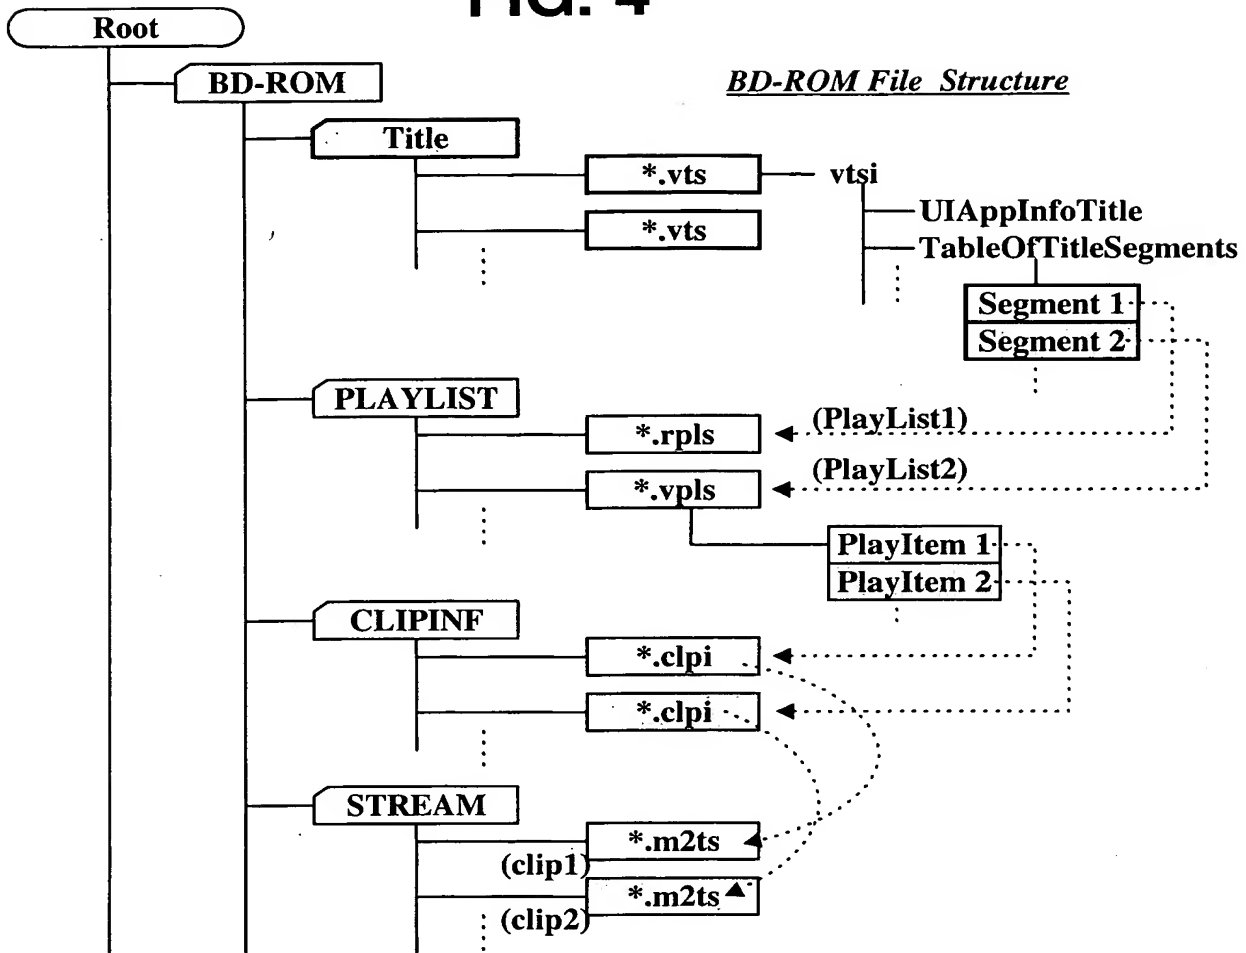 FIG. 4
Root
BD-ROM
BD-ROM File Structure
Title
*.vts
vtsi
UIAppInfoTitle
*.vts
TableOfTitleSegments
Segment 1
Segment 2
PLAYLIST
*.rpls
(PlayList1)
*.vpls
(PlayList2)
PlayItem 1
PlayItem 2
CLIPINF
*.clpi
*.clpi
STREAM
*.m2ts
(clip1)
*.m2ts
(clip2)